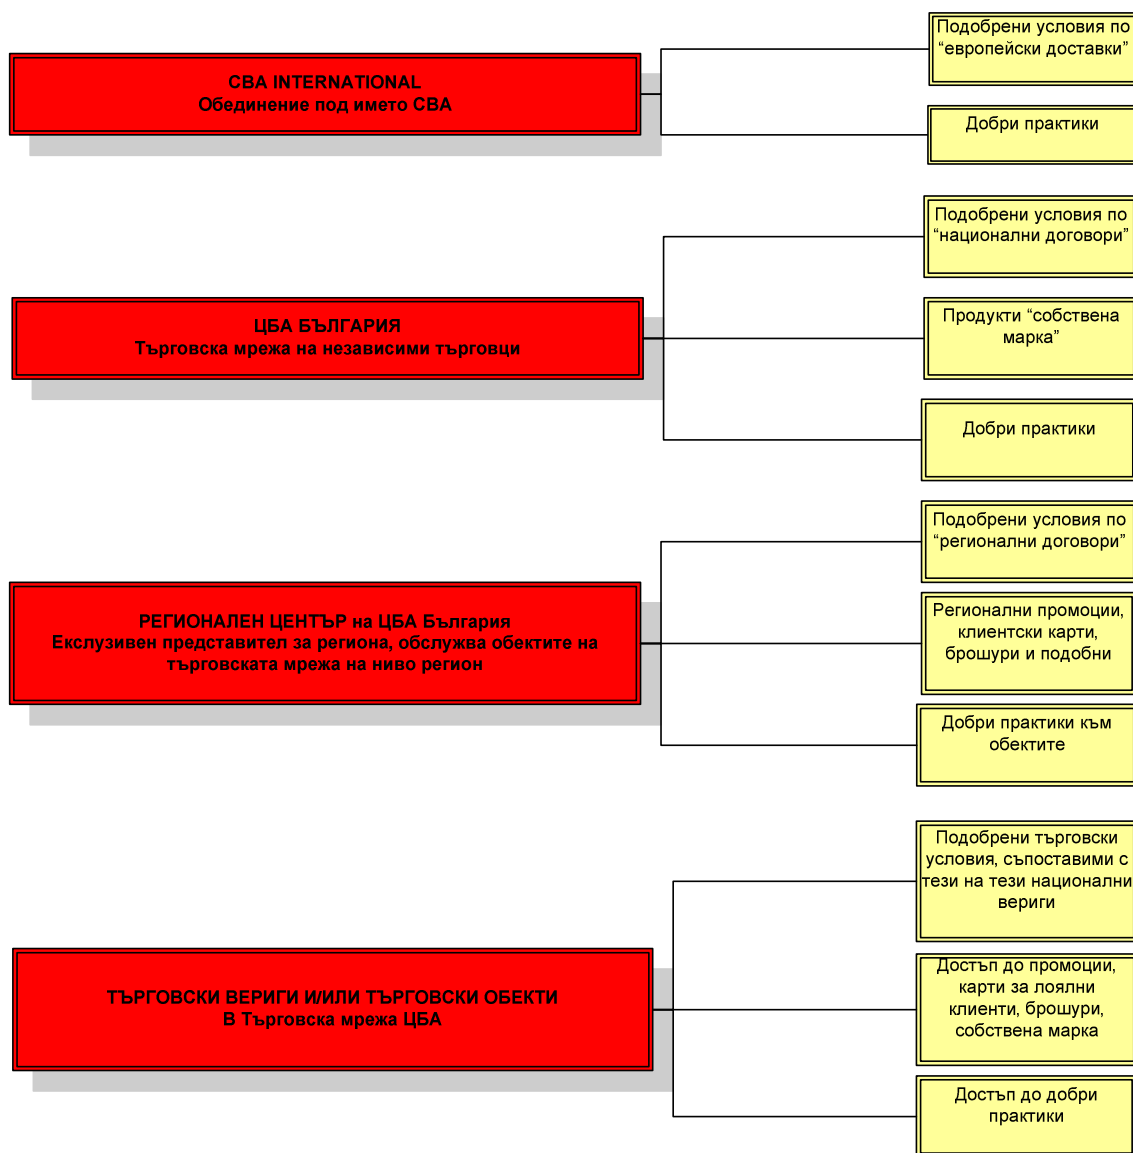 CBA INTERNATIONAL
Обединение под името СВА
Подобрени условия по
“европейски доставки”
Добри практики
ЦБА БЪЛГАРИЯ
Търговска мрежа на независими търговци
Подобрени условия по
“национални договори”
Продукти “собствена
марка”
Добри практики
РЕГИОНАЛЕН ЦЕНТЪР на ЦБА България
Екслузивен представител за региона, обслужва обектите на
търговската мрежа на ниво регион
Подобрени условия по
“регионални договори”
Регионални промоции,
клиентски карти,
брошури и подобни
Добри практики към
обектите
ТЪРГОВСКИ ВЕРИГИ И/ИЛИ ТЪРГОВСКИ ОБЕКТИ
В Търговска мрежа ЦБА
Подобрени търговски
условия, съпоставими с
тези на тези национални
вериги
Достъп до промоции,
карти за лоялни
клиенти, брошури,
собствена марка
Достъп до добри
практики